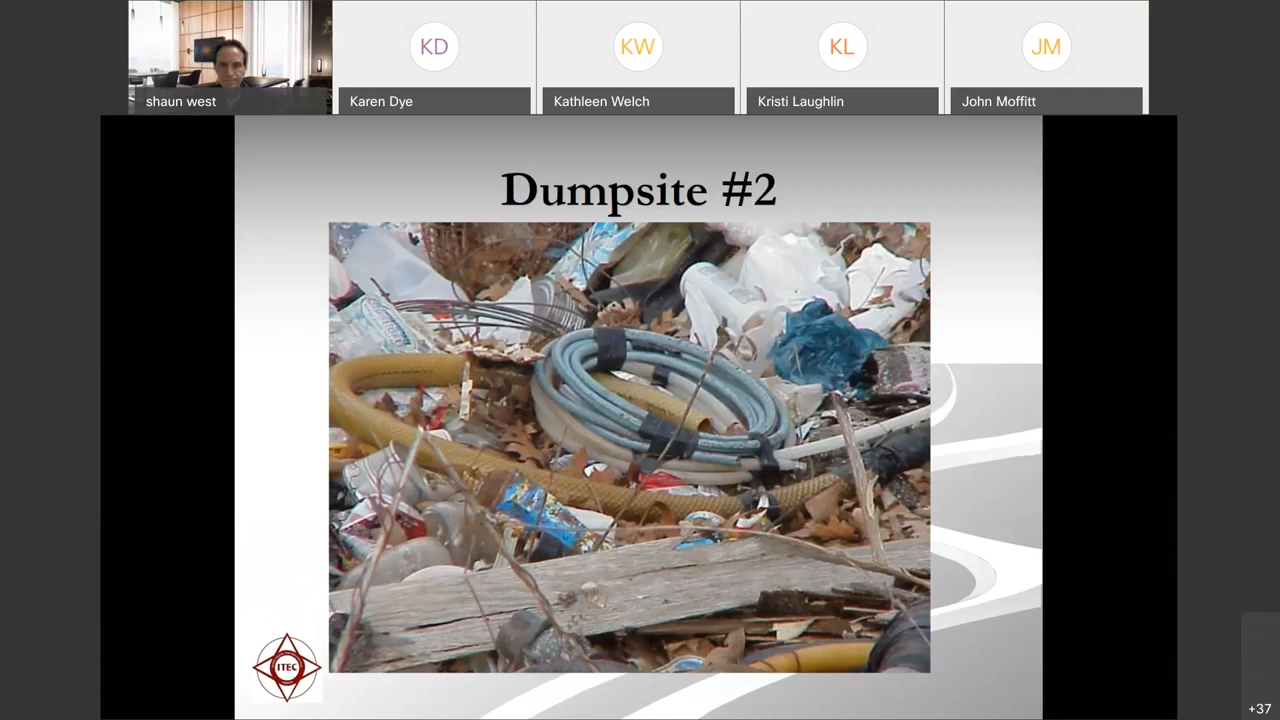 KD
KW
KL
JM
shaun west
Karen Dye
Kathleen Welch
Kristi Laughlin
John Moffitt
Dumpsite #2
ITEC
+37